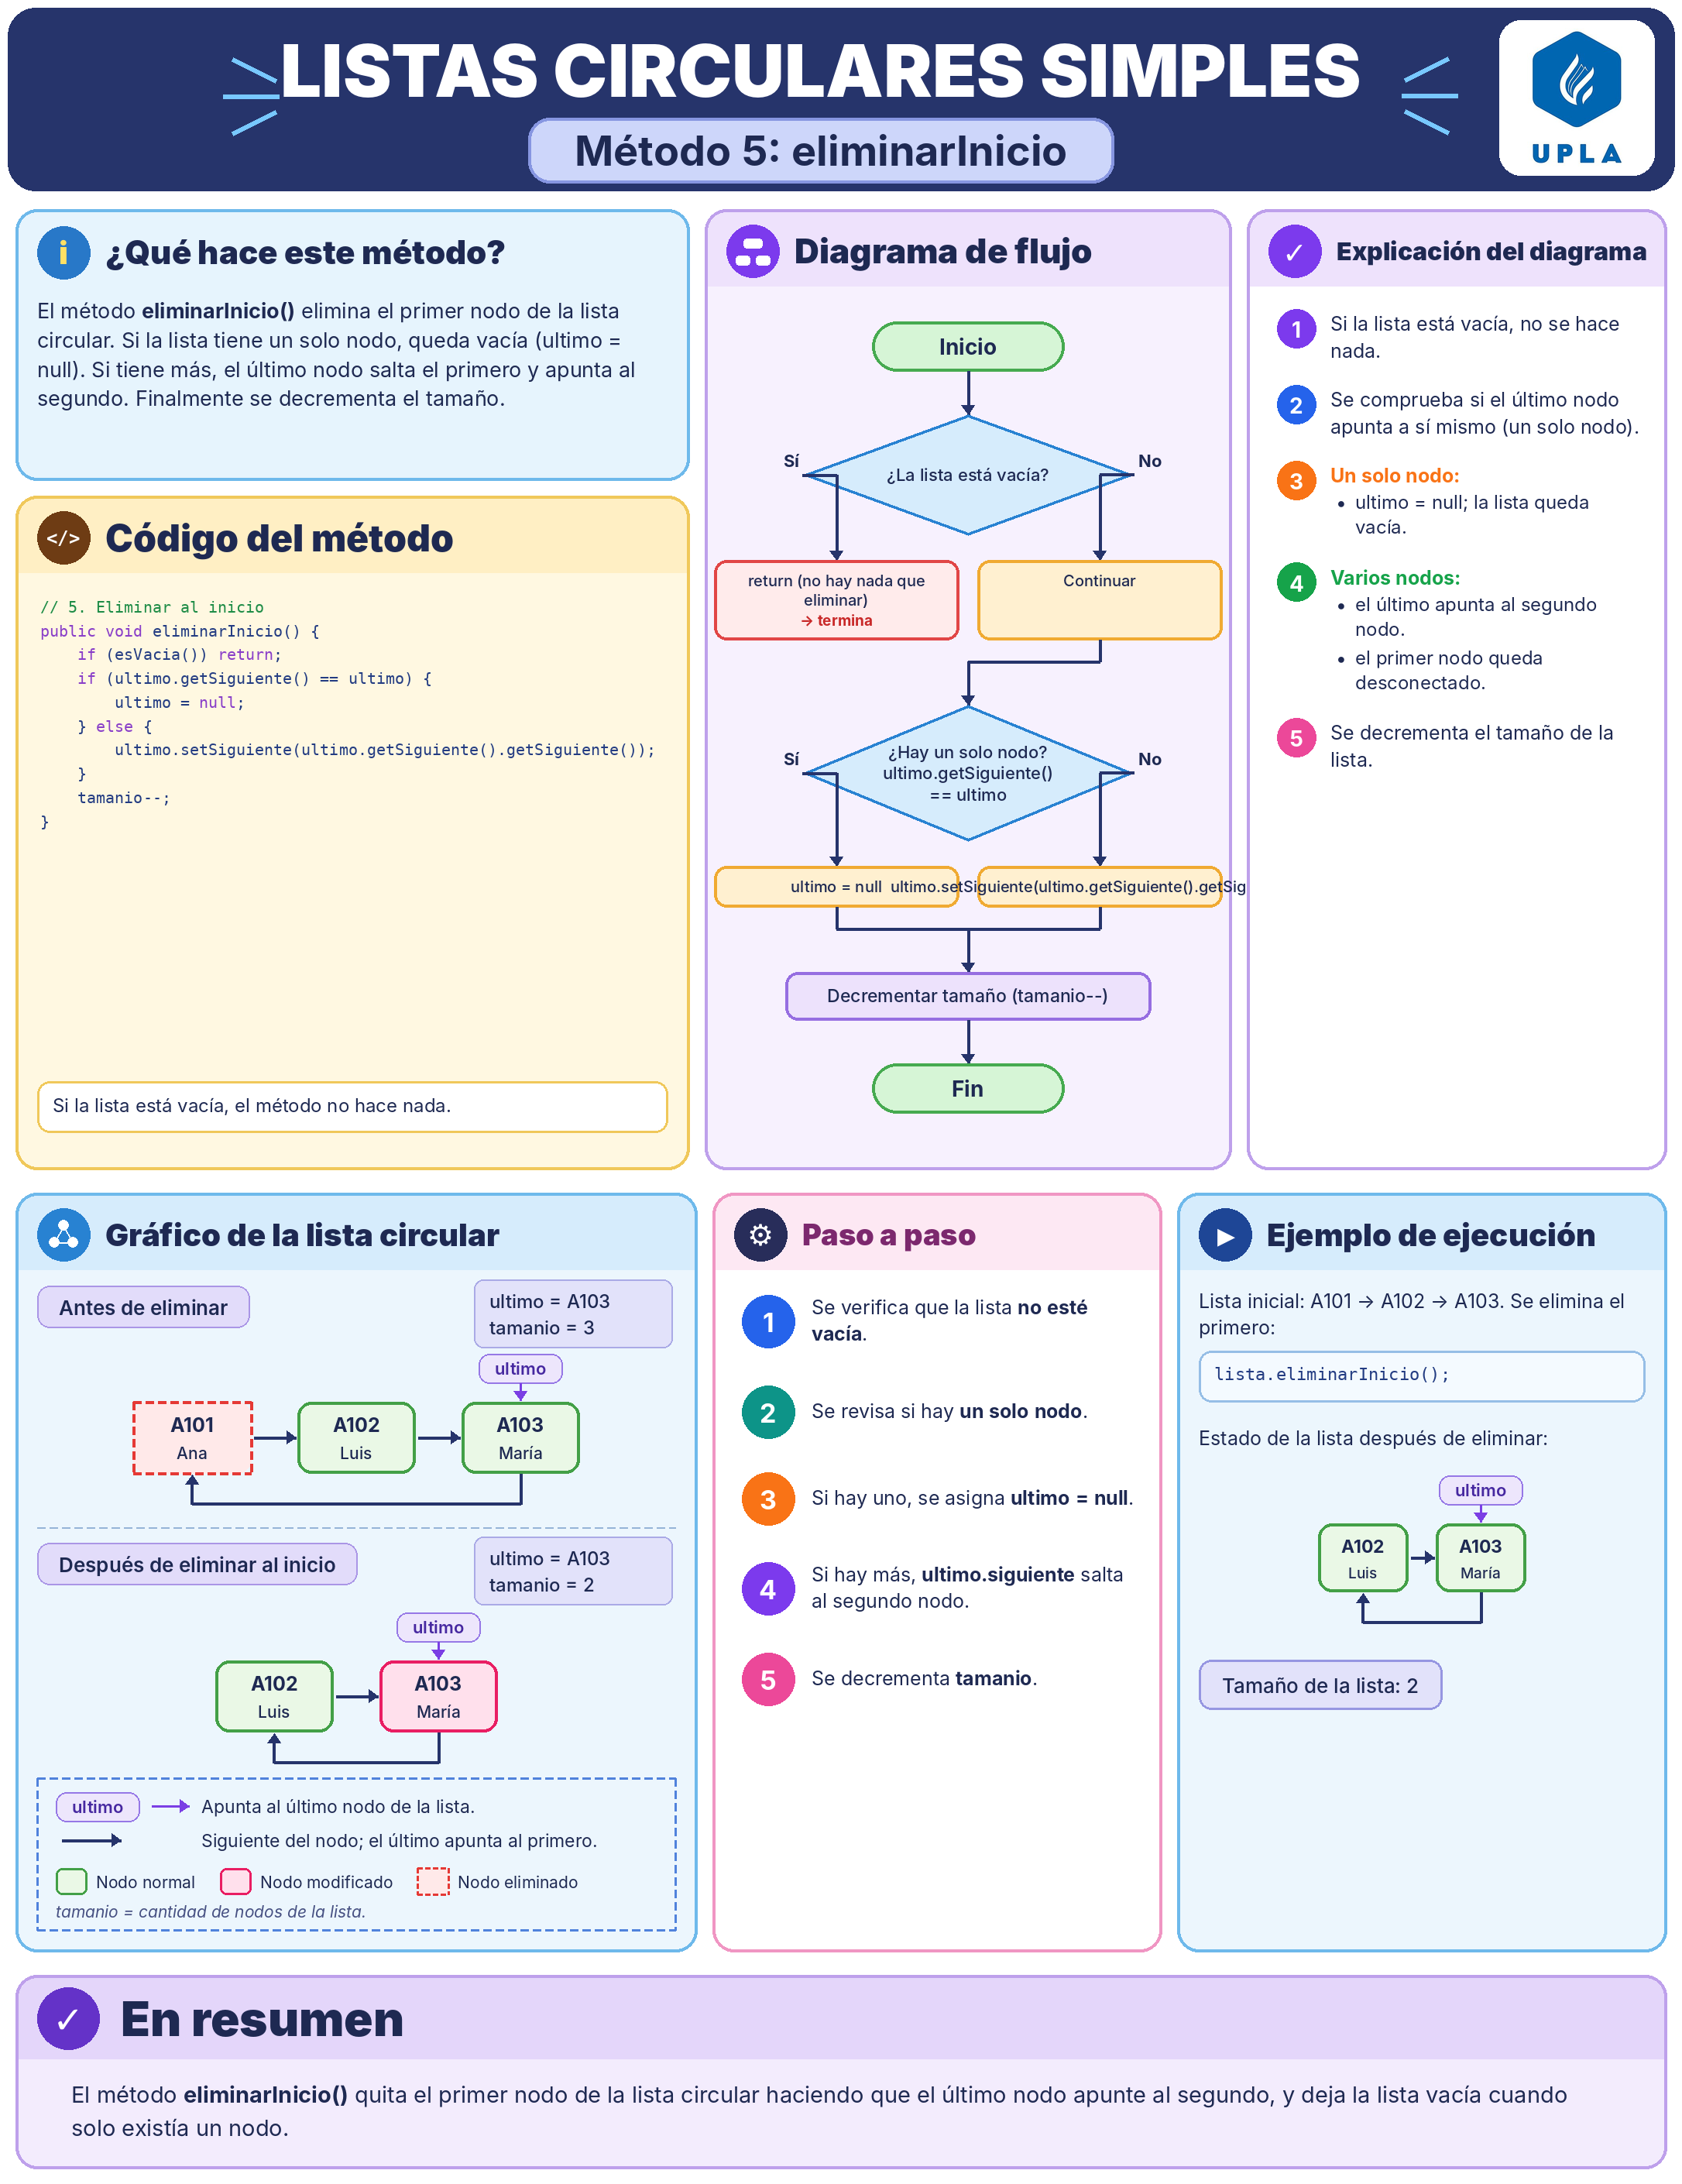 LISTAS CIRCULARES SIMPLES
Método 5: eliminarInicio
UPLA
i
¿Qué hace este método?
El método eliminarInicio() elimina el primer nodo de la lista
circular. Si la lista tiene un solo nodo, queda vacía (ultimo =
null). Si tiene más, el último nodo salta el primero y apunta al
segundo. Finalmente se decrementa el tamaño.
</>
Código del método
// 5. Eliminar al inicio
public void eliminarInicio() {
    if (esVacia()) return;
    if (ultimo.getSiguiente() == ultimo) {
        ultimo = null;
    } else {
        ultimo.setSiguiente(ultimo.getSiguiente().getSiguiente());
    }
    tamanio--;
}
Si la lista está vacía, el método no hace nada.
Diagrama de flujo
Inicio
¿La lista está vacía?
Sí
No
return (no hay nada que
eliminar)
→ termina
Continuar
¿Hay un solo nodo?
ultimo.getSiguiente()
== ultimo
Sí
No
ultimo = null
ultimo.setSiguiente(ultimo.getSiguiente().getSig
Decrementar tamaño (tamanio--)
Fin
✓
Explicación del diagrama
1
Si la lista está vacía, no se hace
nada.
2
Se comprueba si el último nodo
apunta a sí mismo (un solo nodo).
3
Un solo nodo:
• ultimo = null; la lista queda
vacía.
4
Varios nodos:
• el último apunta al segundo
nodo.
• el primer nodo queda
desconectado.
5
Se decrementa el tamaño de la
lista.
Gráfico de la lista circular
Antes de eliminar
ultimo = A103
tamanio = 3
ultimo
A101
Ana
A102
Luis
A103
María
Después de eliminar al inicio
ultimo = A103
tamanio = 2
ultimo
A102
Luis
A103
María
ultimo
Apunta al último nodo de la lista.
Siguiente del nodo; el último apunta al primero.
Nodo normal
Nodo modificado
Nodo eliminado
tamanio = cantidad de nodos de la lista.
Paso a paso
1
Se verifica que la lista no esté
vacía.
2
Se revisa si hay un solo nodo.
3
Si hay uno, se asigna ultimo = null.
4
Si hay más, ultimo.siguiente salta
al segundo nodo.
5
Se decrementa tamanio.
Ejemplo de ejecución
Lista inicial: A101 → A102 → A103. Se elimina el
primero:
lista.eliminarInicio();
Estado de la lista después de eliminar:
ultimo
A102
Luis
A103
María
Tamaño de la lista: 2
✓
En resumen
El método eliminarInicio() quita el primer nodo de la lista circular haciendo que el último nodo apunte al segundo, y deja la lista vacía cuando
solo existía un nodo.